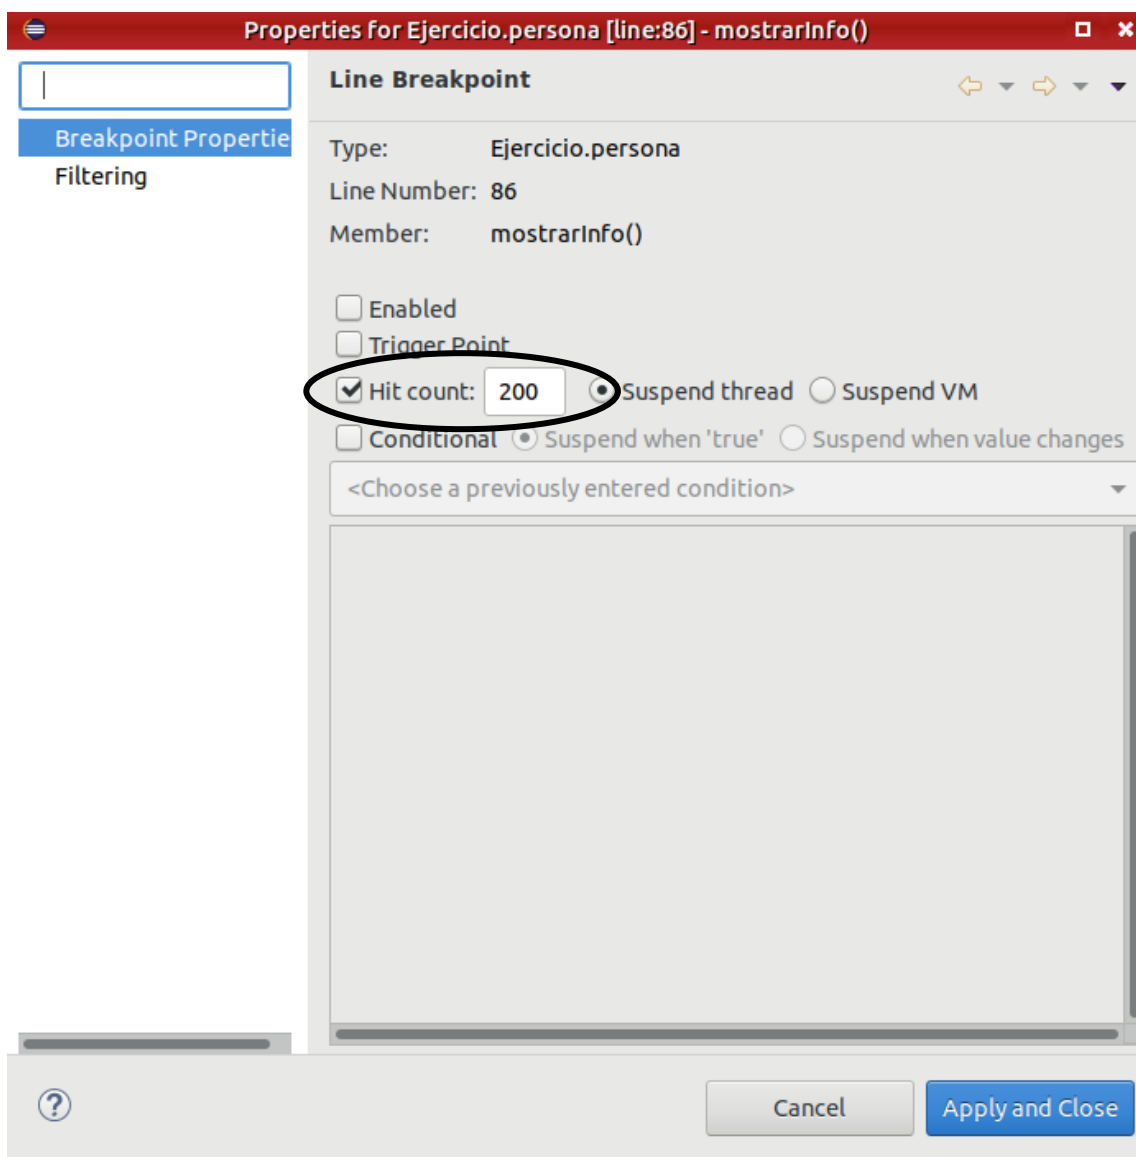 Properties for Ejercicio.persona [line:86] - mostrarInfo()
Breakpoint Propertie
Filtering
Line Breakpoint
Type: Ejercicio.persona
Line Number: 86
Member: mostrarInfo()
Enabled
Trigger Point
Hit count: 200 Suspend thread Suspend VM
Conditional Suspend when 'true' Suspend when value changes
<Choose a previously entered condition>
? Cancel Apply and Close